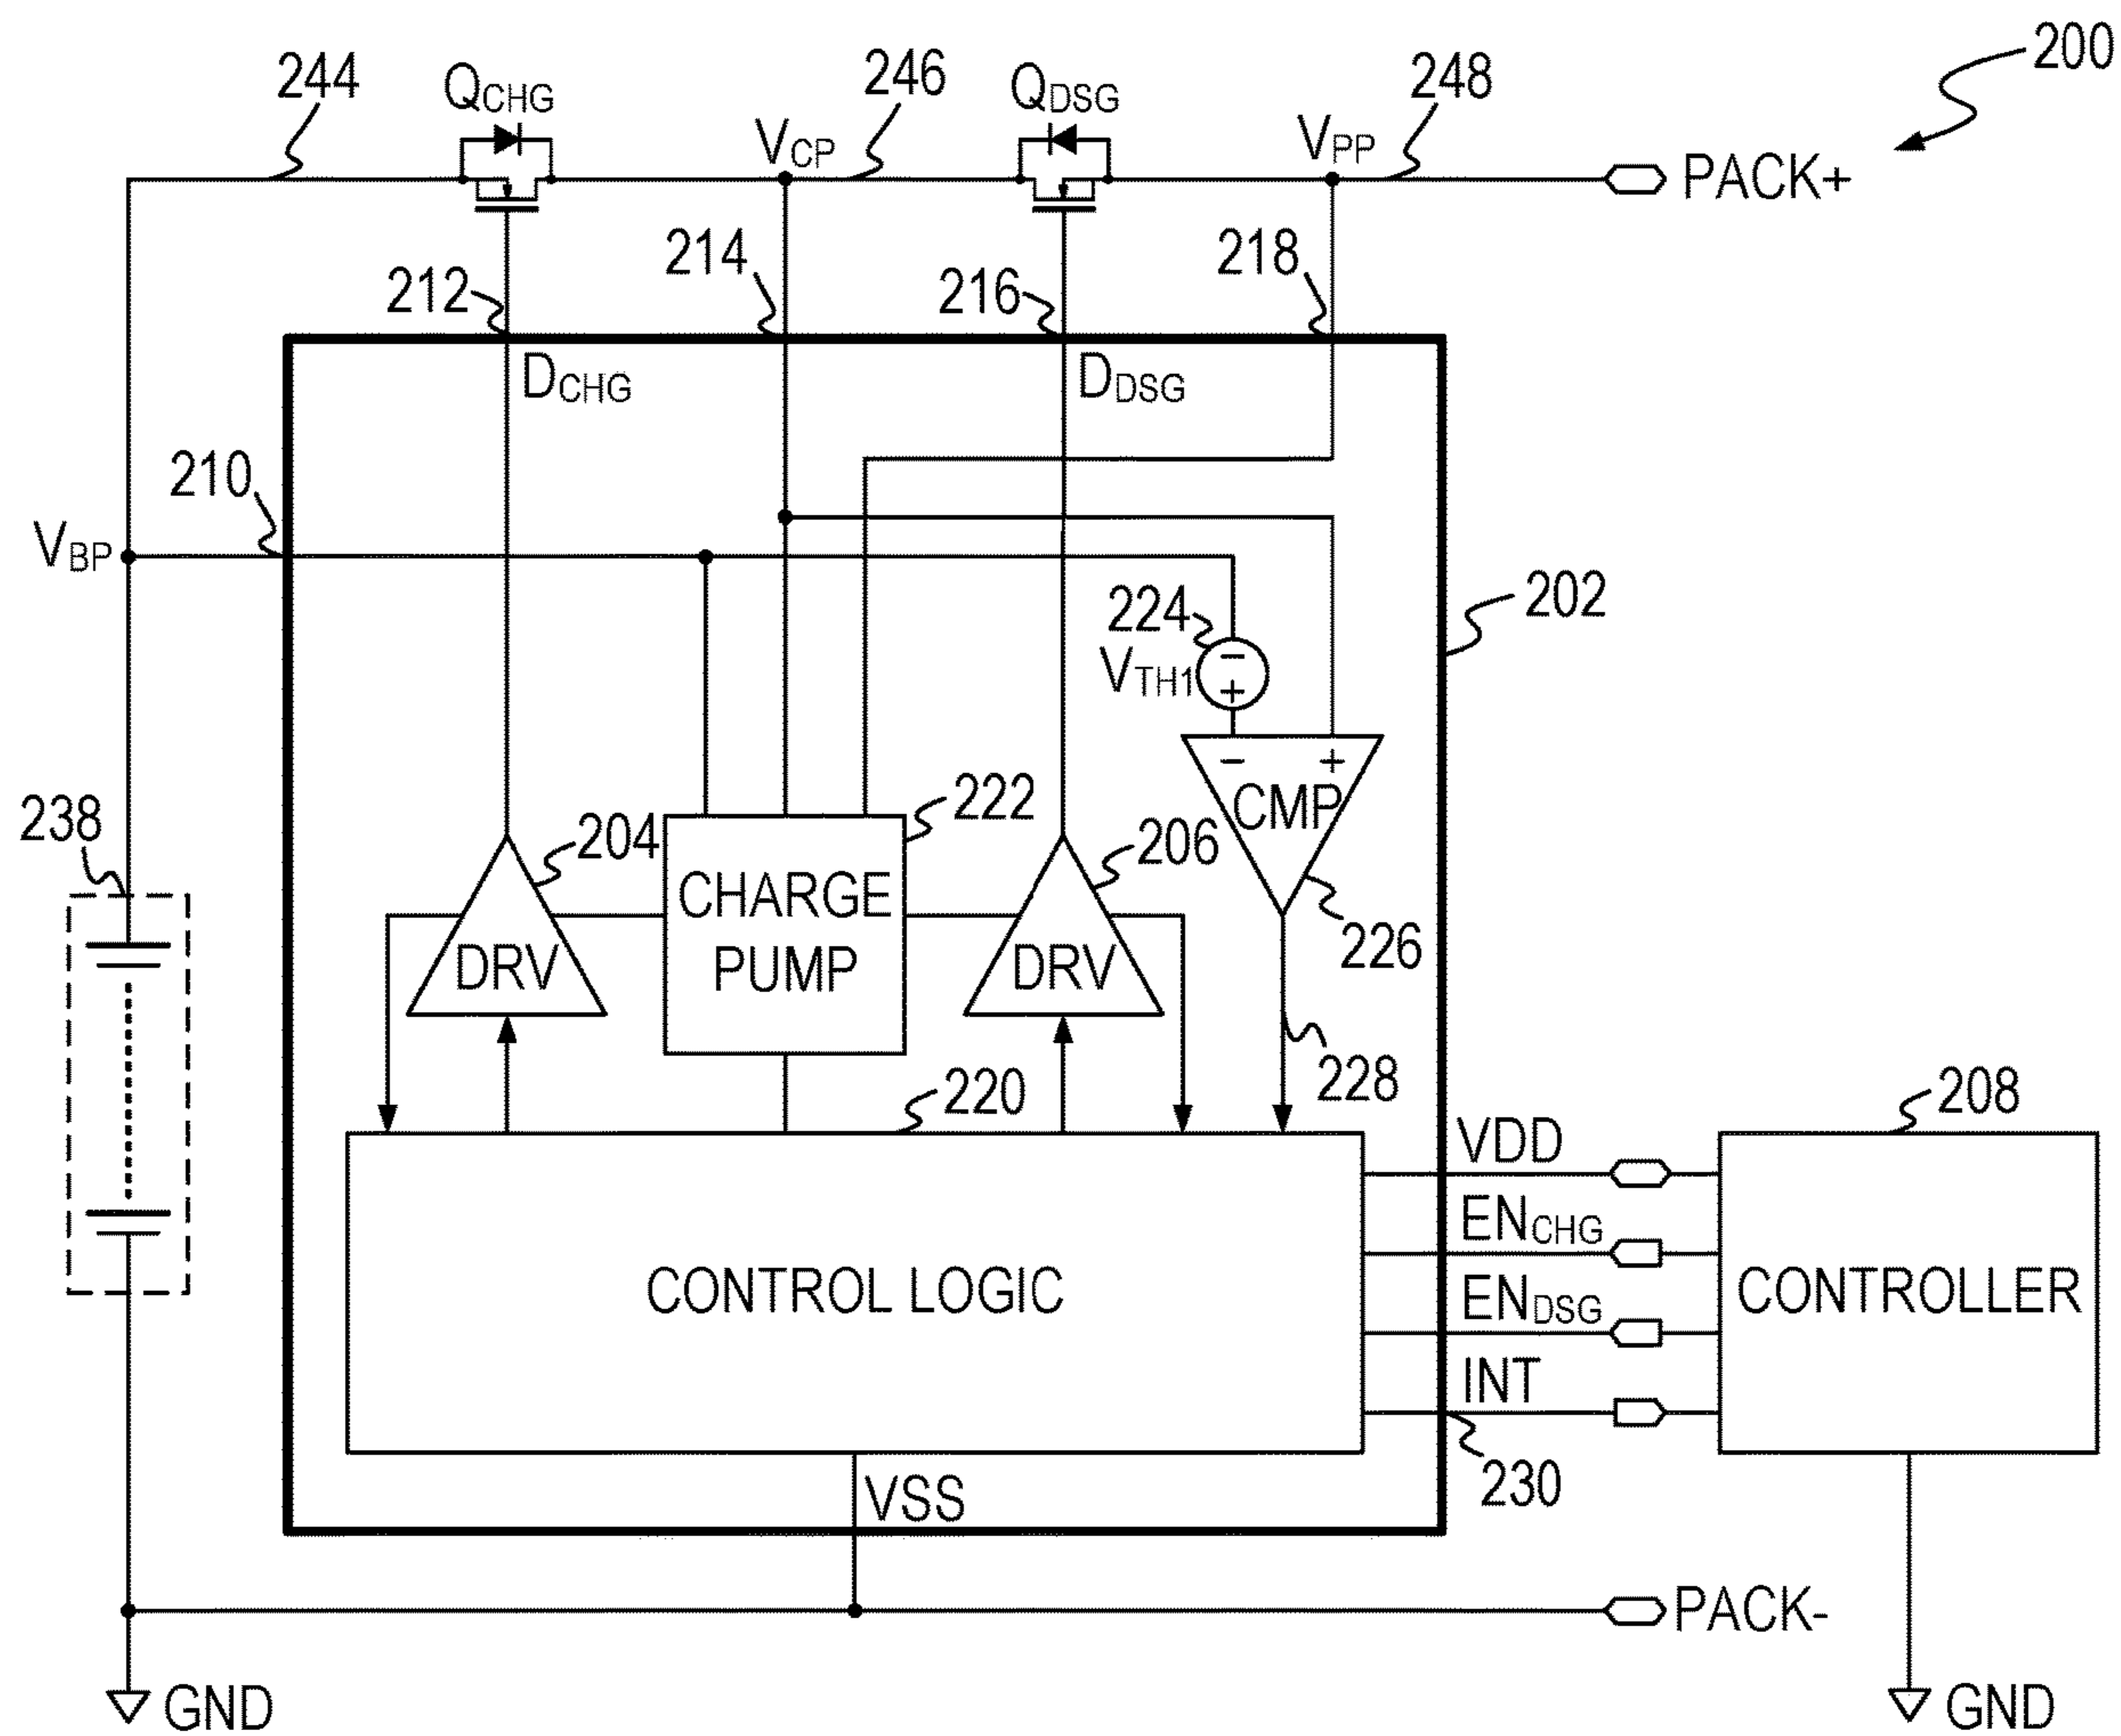 200
244
QCHG
246
QDSG
248
VCP
VPP
PACK+
212
214
216
218
DCHG
DDSG
210
VBP
224
VTH1
−
+
202
− +
CMP
238
204
222
206
CHARGE
PUMP
DRV
DRV
226
220
228
208
VDD
ENCHG
CONTROL LOGIC
CONTROLLER
ENDSG
INT
230
VSS
PACK-
GND
GND